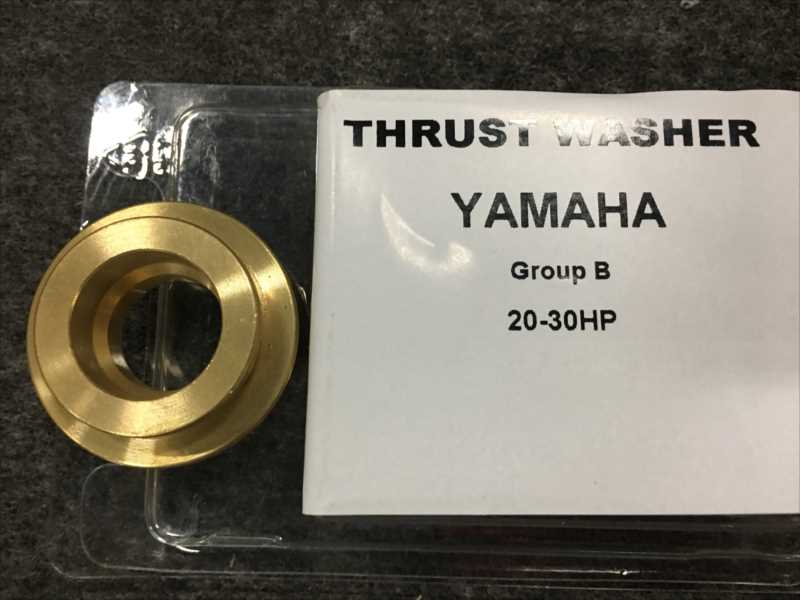 THRUST WASHER
YAMAHA
Group B
20-30HP